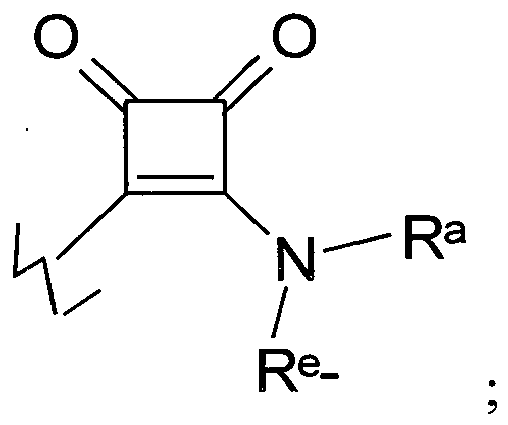 O O
N Rᵃ
Rᵉ- ;